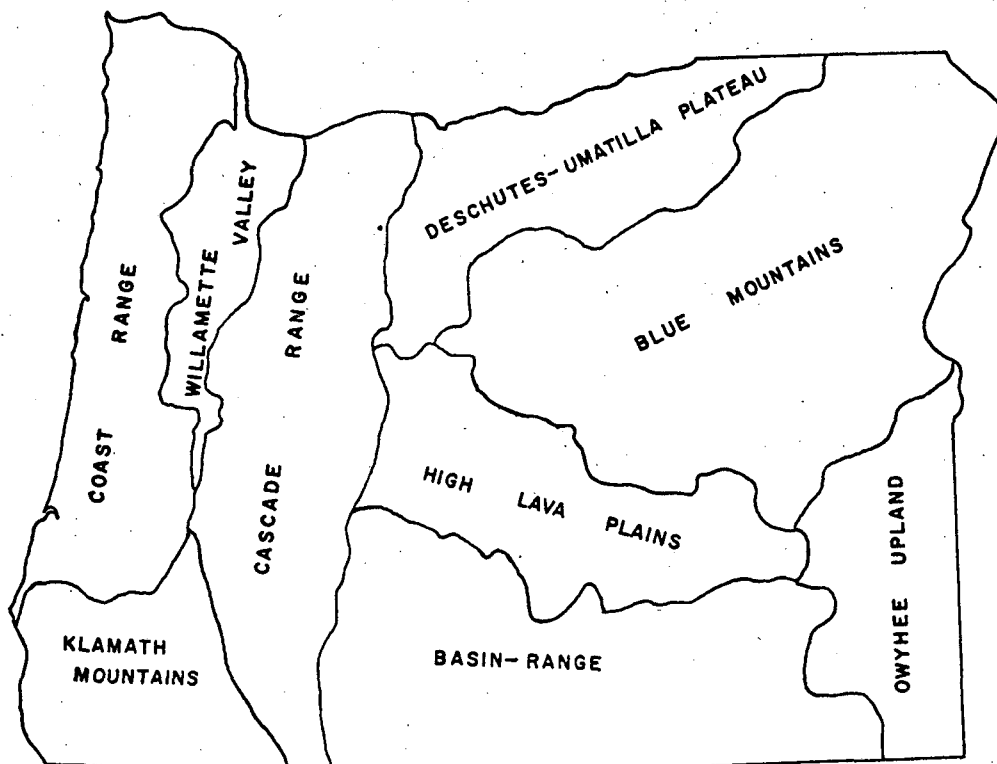 COAST RANGE
WILLAMETTE VALLEY
CASCADE RANGE
DESCHUTES-UMATILLA PLATEAU
BLUE MOUNTAINS
HIGH LAVA PLAINS
KLAMATH
MOUNTAINS
BASIN-RANGE
OWYHEE UPLAND